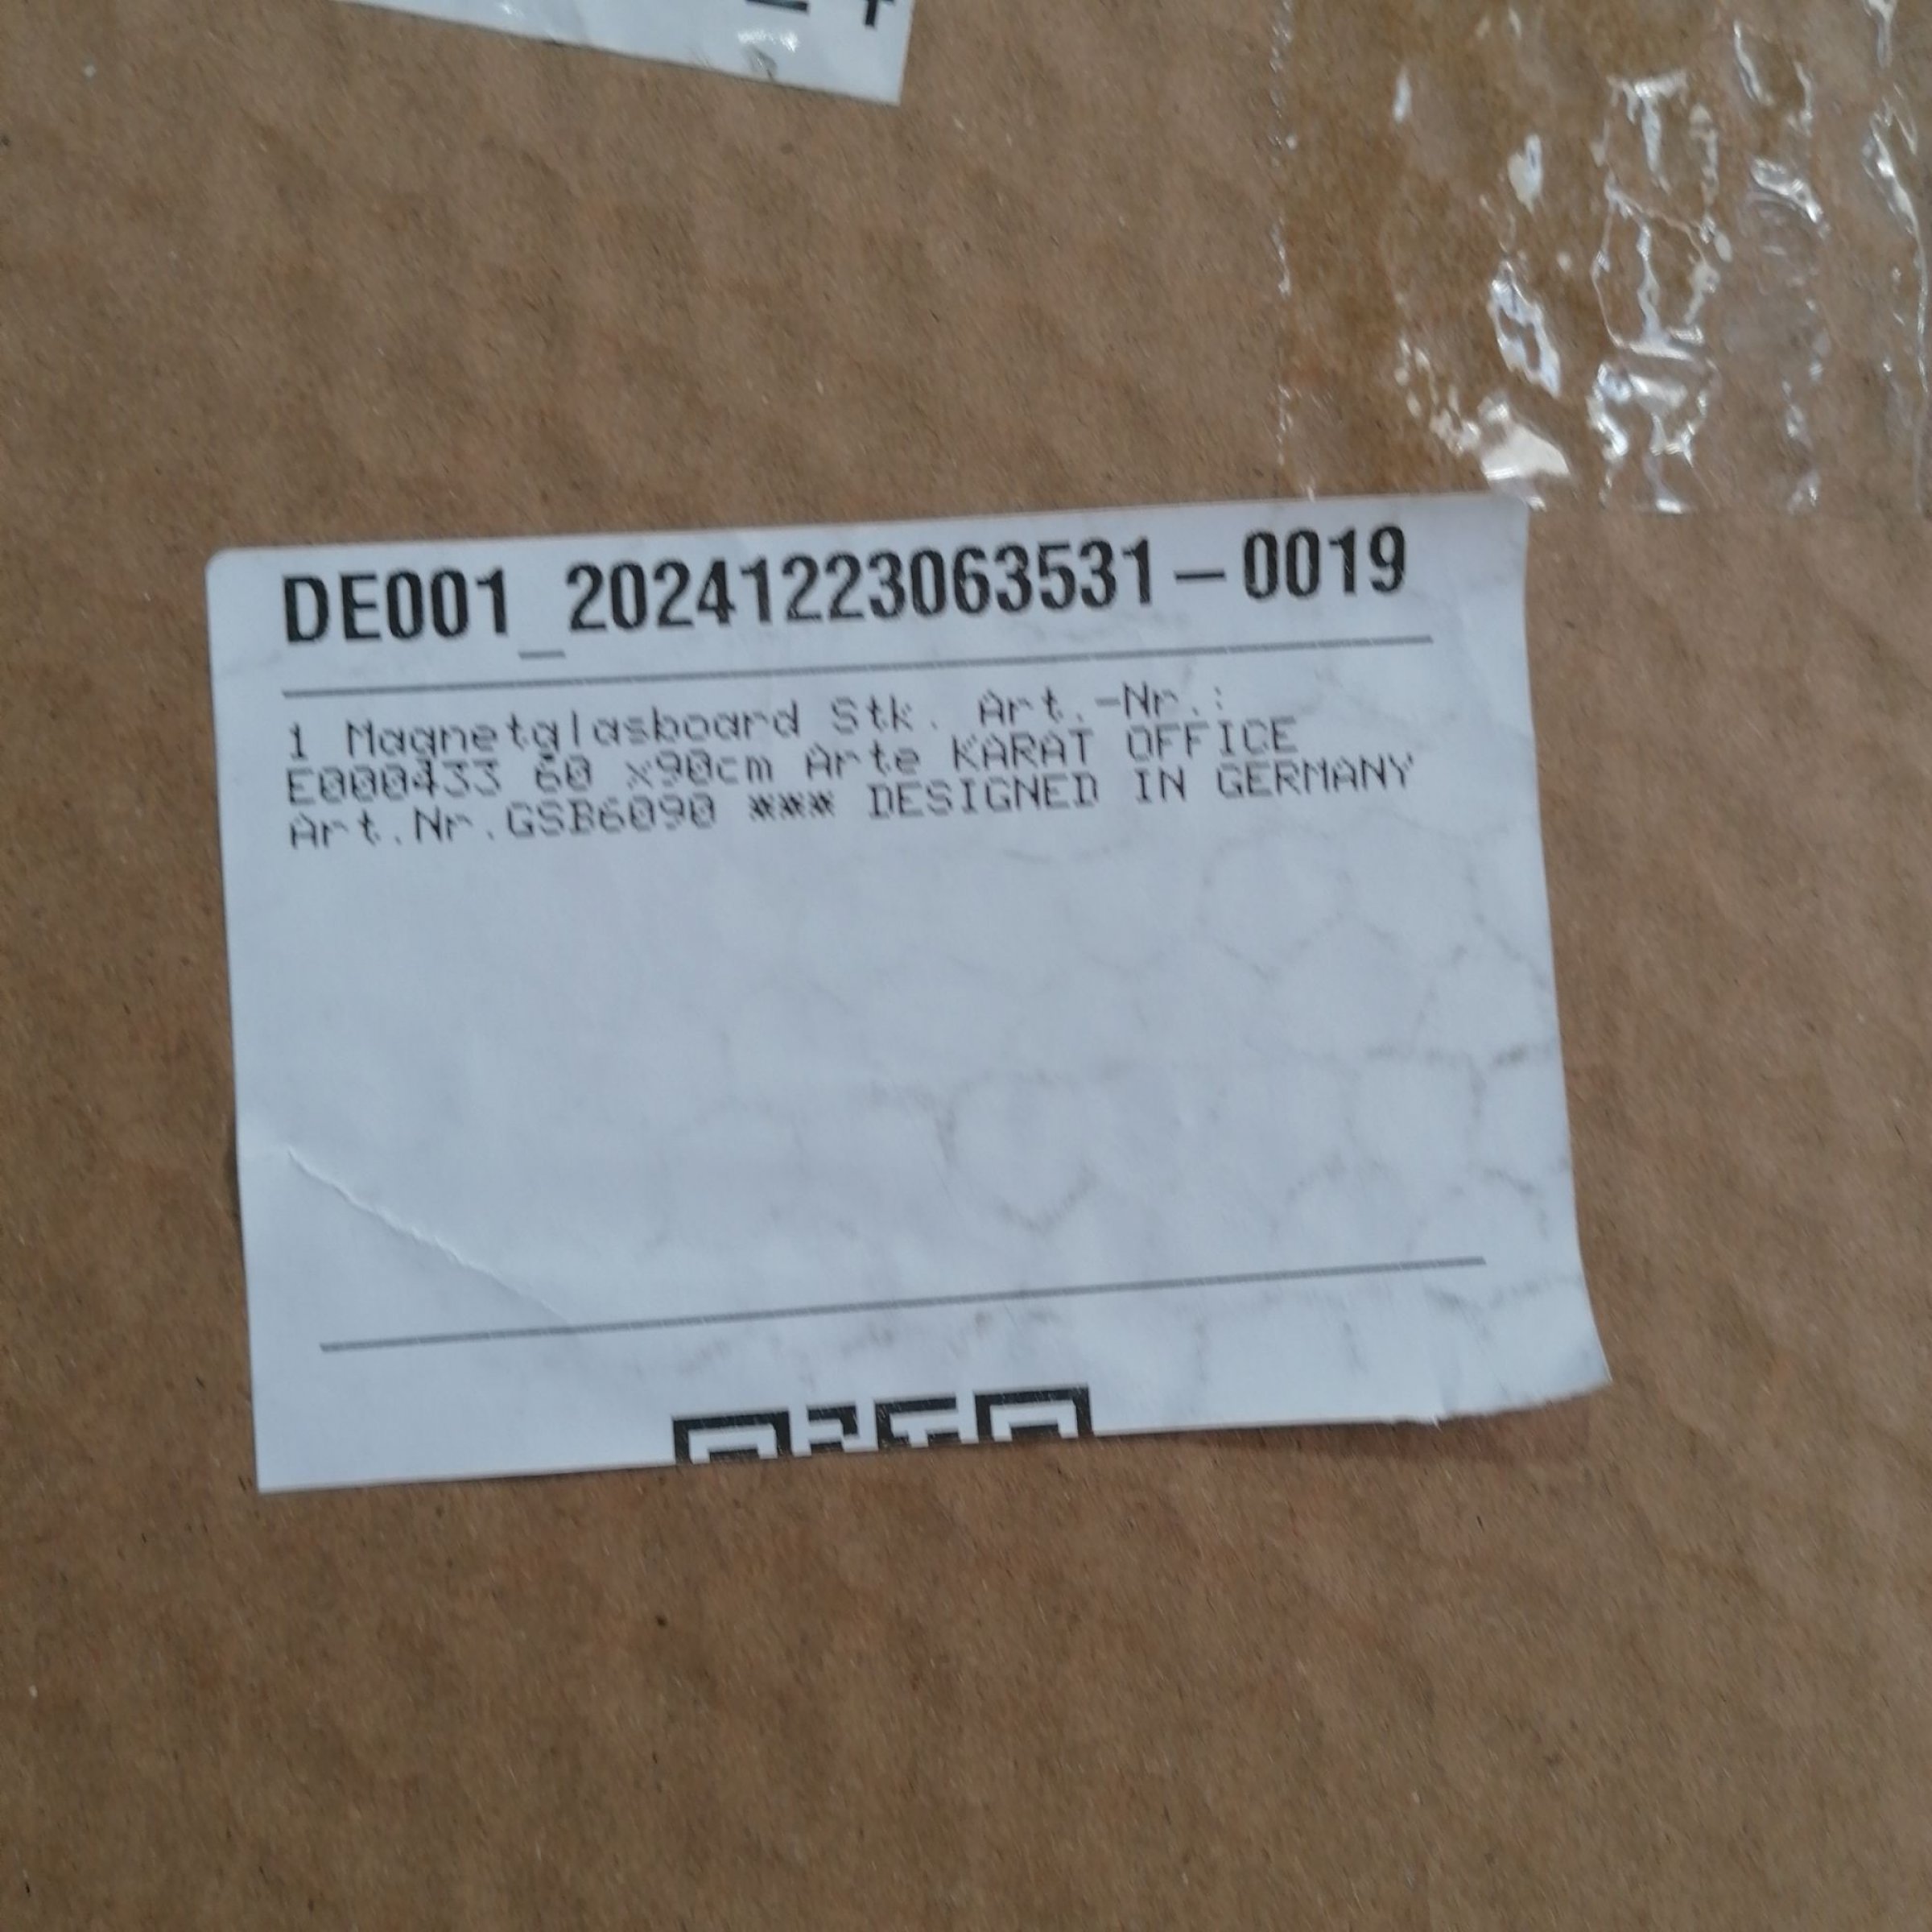 DE001_20241223063531-0019
1 Magnetglasboard Stk. Art.-Nr.:
E000433 60 x90cm Arte KARAT OFFICE
Art.Nr.GSB6090 *** DESIGNED IN GERMANY